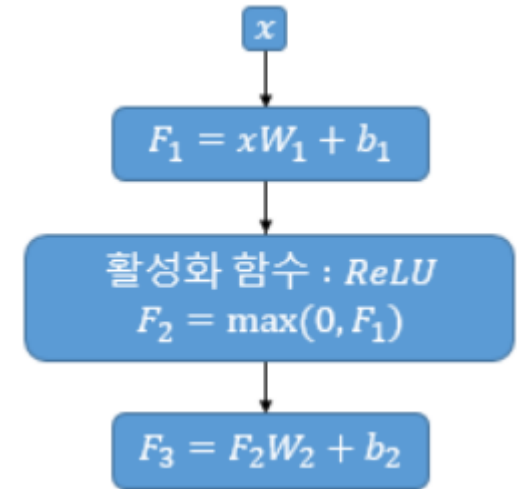 x
F₁ = xW₁ + b₁
활성화 함수 : ReLU
F₂ = max(0, F₁)
F₃ = F₂W₂ + b₂